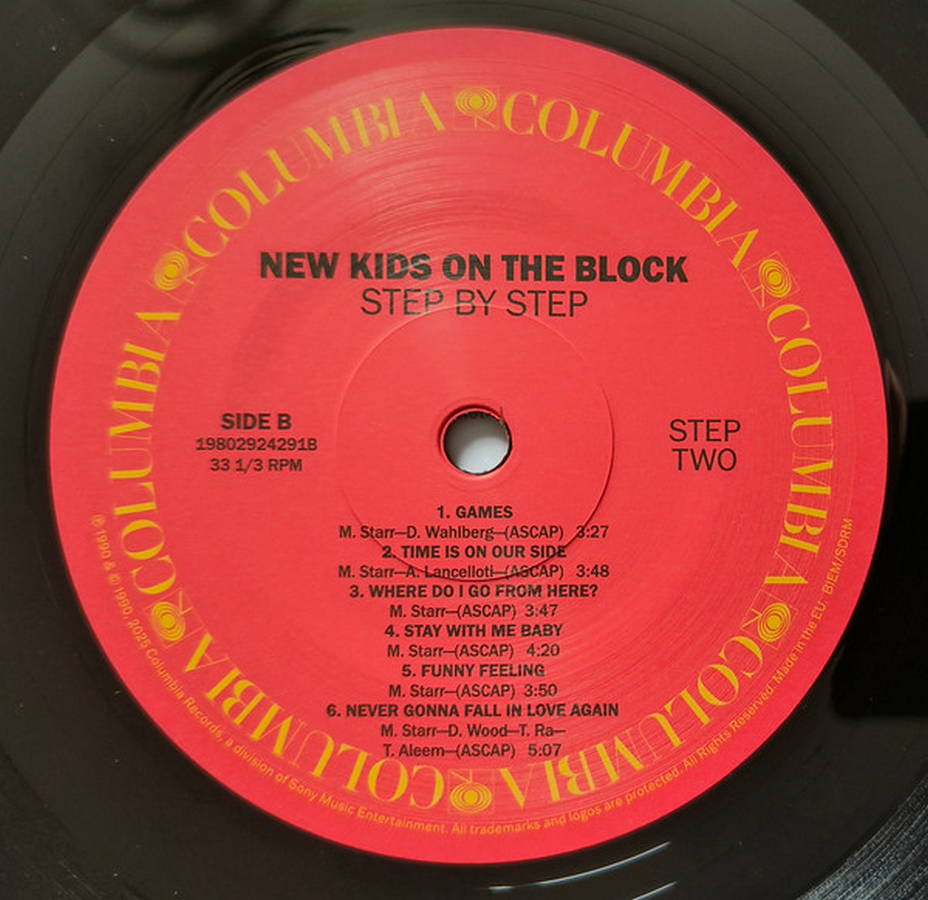 COLUMBIA COLUMBIA COLUMBIA COLUMBIA COLUMBIA COLUMBIA COLUMBIA COLUMBIA
NEW KIDS ON THE BLOCK
STEP BY STEP
SIDE B
19802924291B
33 1/3 RPM
STEP
TWO
1. GAMES
M. Starr—D. Wahlberg—(ASCAP) 3:27
2. TIME IS ON OUR SIDE
M. Starr—A. Lancelloti—(ASCAP) 3:48
3. WHERE DO I GO FROM HERE?
M. Starr—(ASCAP) 3:47
4. STAY WITH ME BABY
M. Starr—(ASCAP) 4:20
5. FUNNY FEELING
M. Starr—(ASCAP) 3:50
6. NEVER GONNA FALL IN LOVE AGAIN
M. Starr—D. Wood—T. Ra—
T. Aleem—(ASCAP) 5:07
℗1990 & ©1990, 2025 Columbia Records, a division of Sony Music Entertainment. All trademarks and logos are protected. All Rights Reserved. Made in the EU. BIEM/SDRM